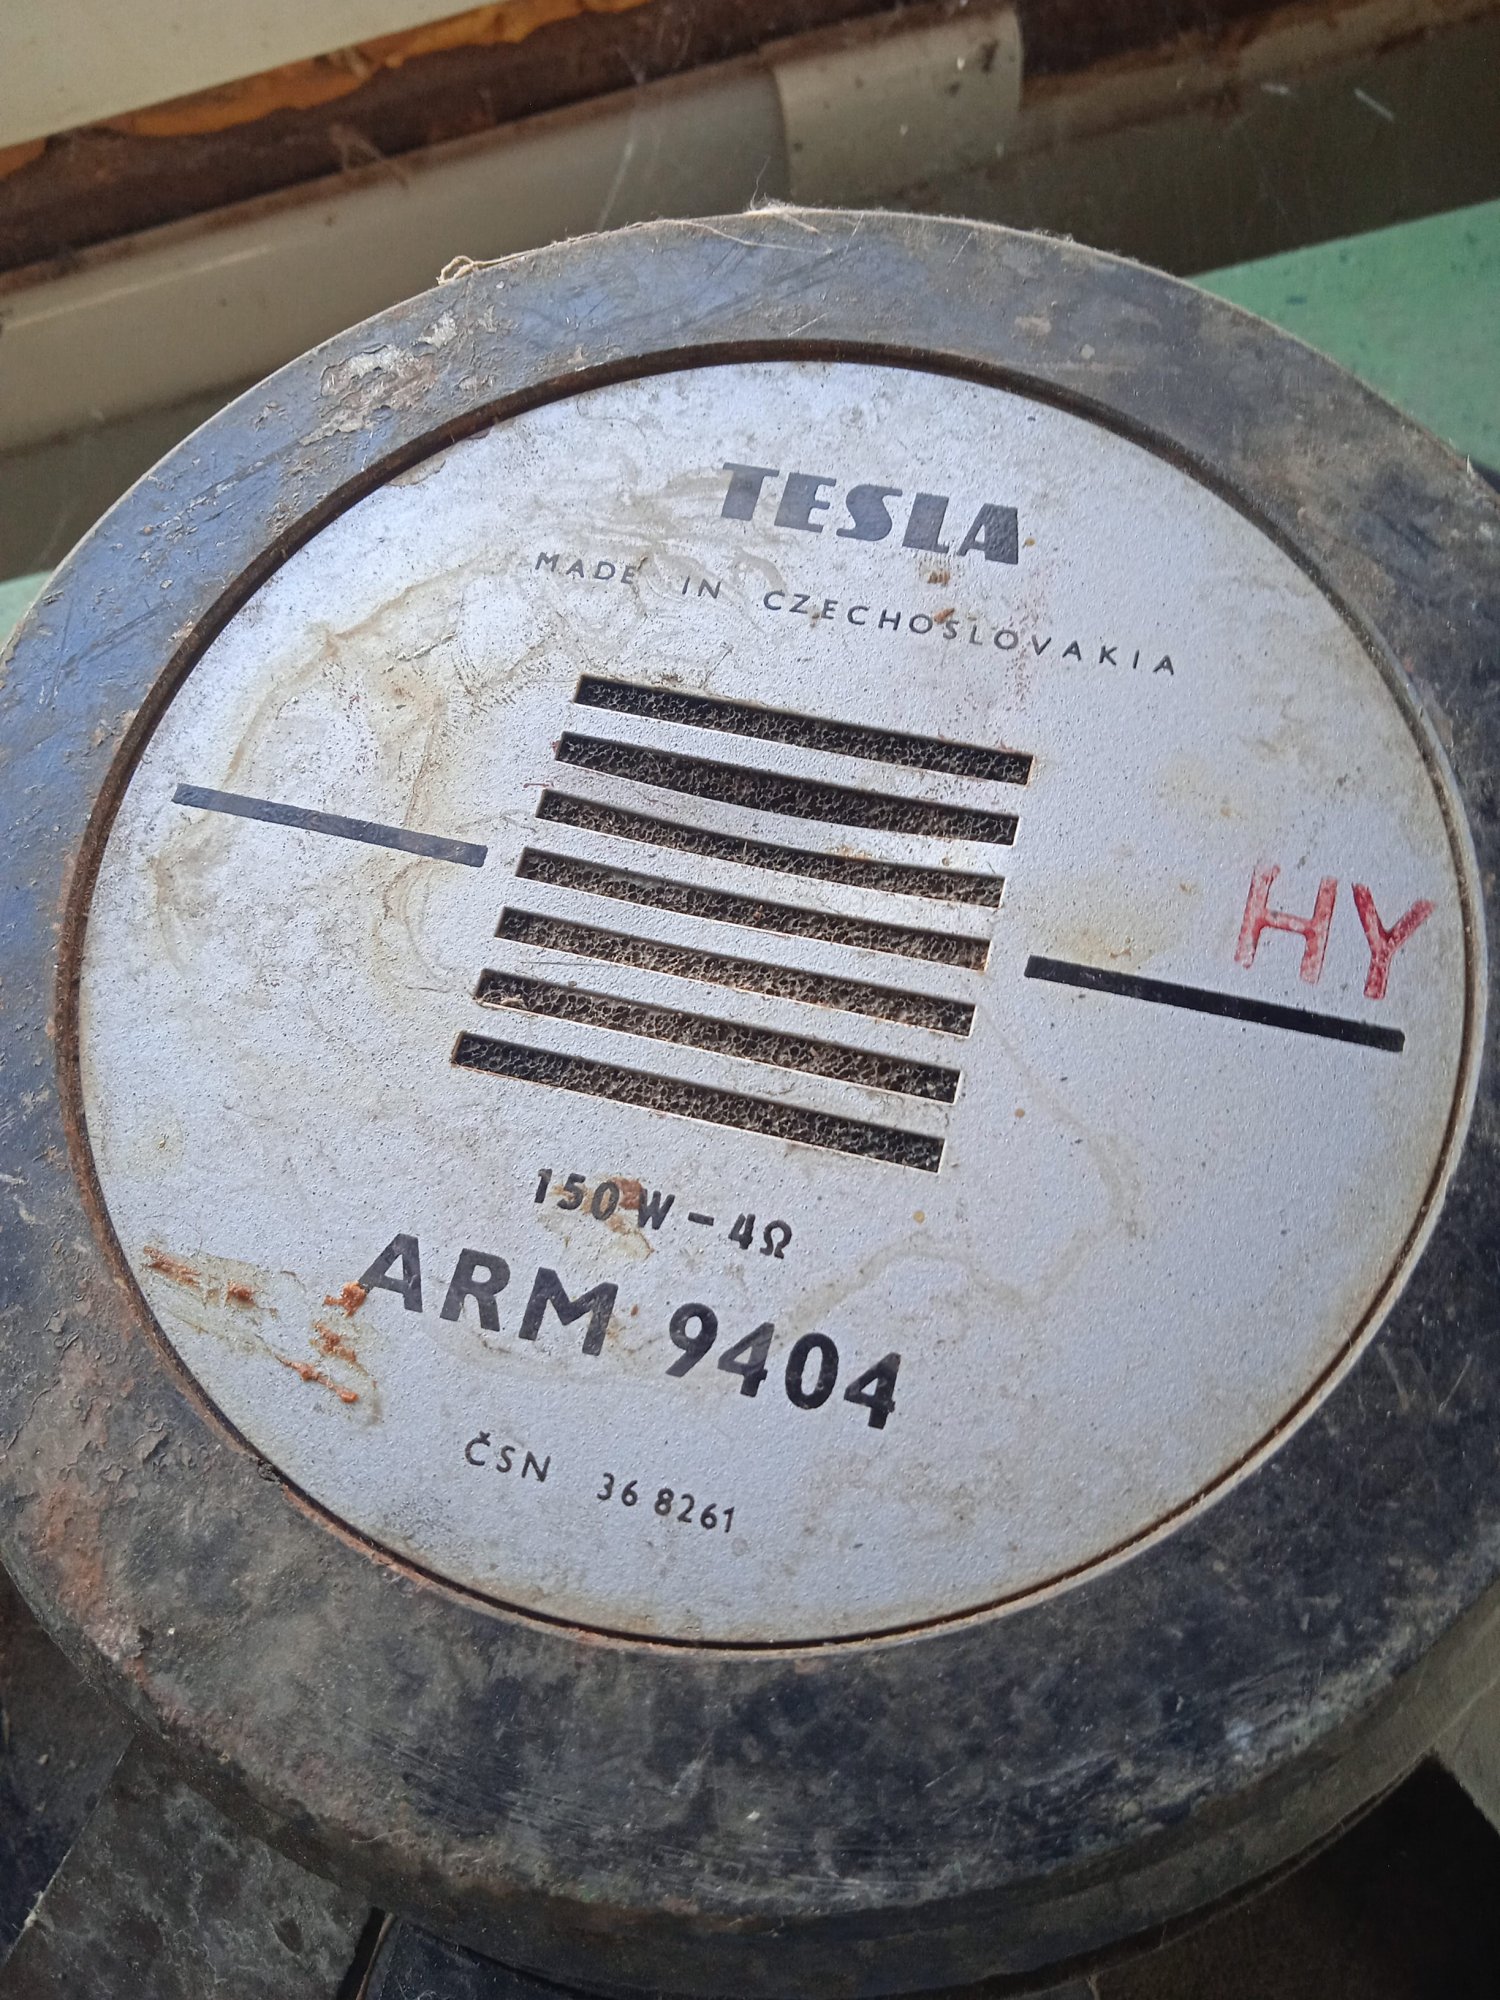 TESLA
MADE IN CZECHOSLOVAKIA
HY
150 W – 4Ω
ARM 9404
ČSN 36 8261